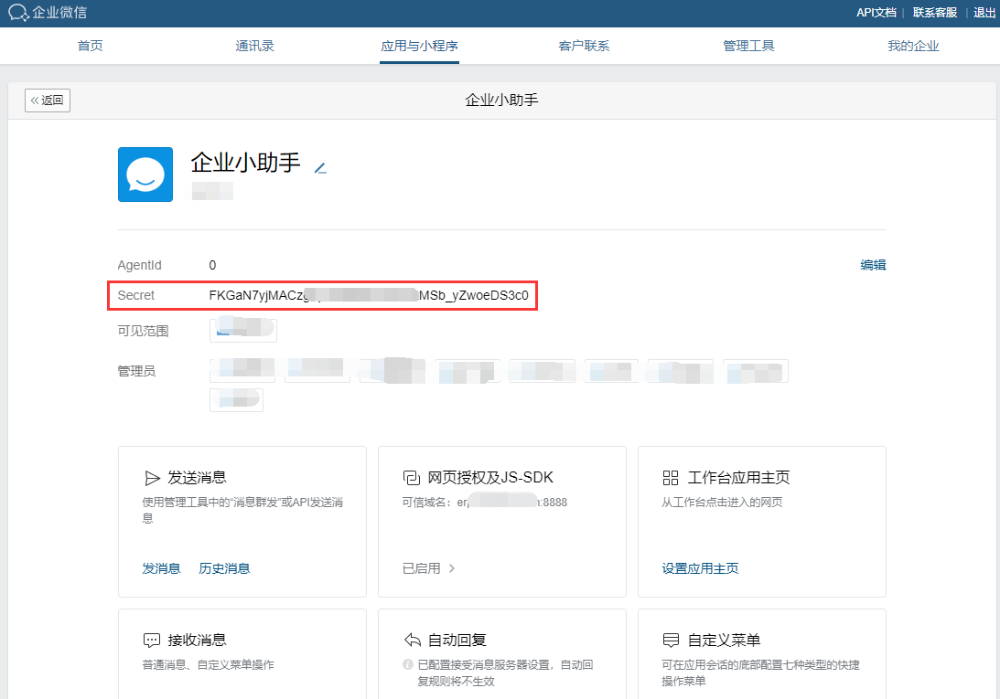 企业微信
API文档 | 联系客服 | 退出
首页 通讯录 应用与小程序 客户联系 管理工具 我的企业
«返回 企业小助手
企业小助手
AgentId 0 编辑
Secret FKGaN7yjMACz MSb_yZwoeDS3c0
可见范围
管理员
发送消息
使用管理工具中的“消息群发”或API发送消
息
发消息 历史消息
网页授权及JS-SDK
可信域名: er :8888
已启用 >
工作台应用主页
从工作台点击进入的网页
设置应用主页
接收消息
普通消息、自定义菜单操作
自动回复
已配置接受消息服务器设置，自动回
复规则将不生效
自定义菜单
可在应用会话的底部配置七种类型的快捷
操作菜单